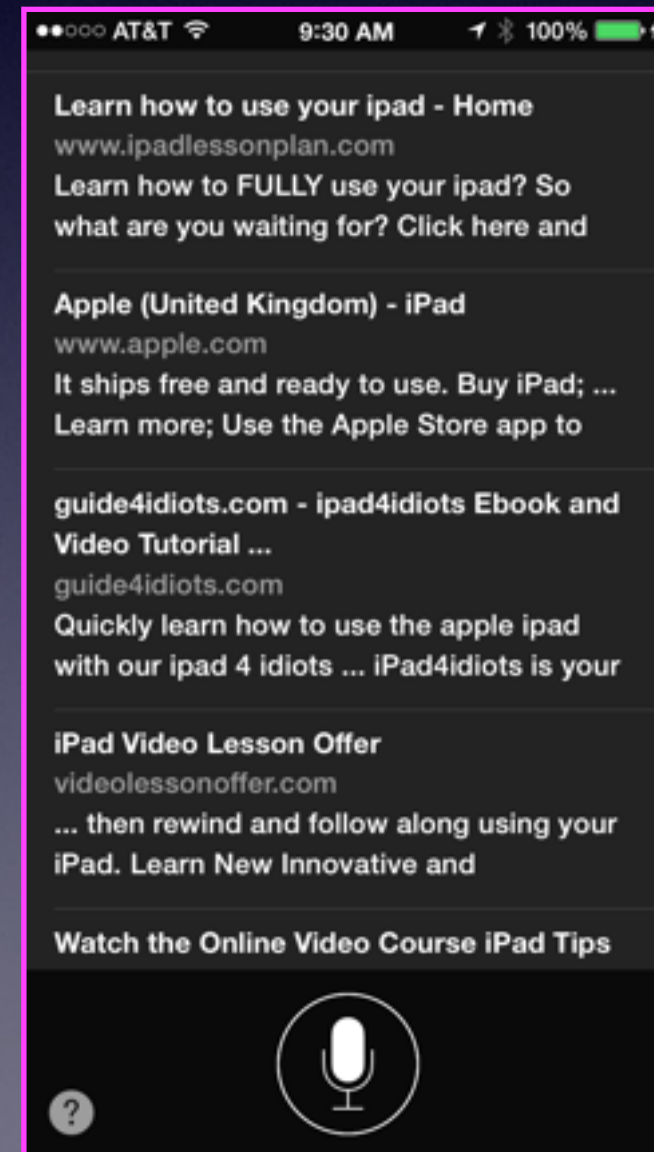 AT&T 9:30 AM 100%
Learn how to use your ipad - Home
www.ipadlessonplan.com
Learn how to FULLY use your ipad? So
what are you waiting for? Click here and
Apple (United Kingdom) - iPad
www.apple.com
It ships free and ready to use. Buy iPad; ...
Learn more; Use the Apple Store app to
guide4idiots.com - ipad4idiots Ebook and
Video Tutorial ...
guide4idiots.com
Quickly learn how to use the apple ipad
with our ipad 4 idiots ... iPad4idiots is your
iPad Video Lesson Offer
videolessonoffer.com
... then rewind and follow along using your
iPad. Learn New Innovative and
Watch the Online Video Course iPad Tips
?